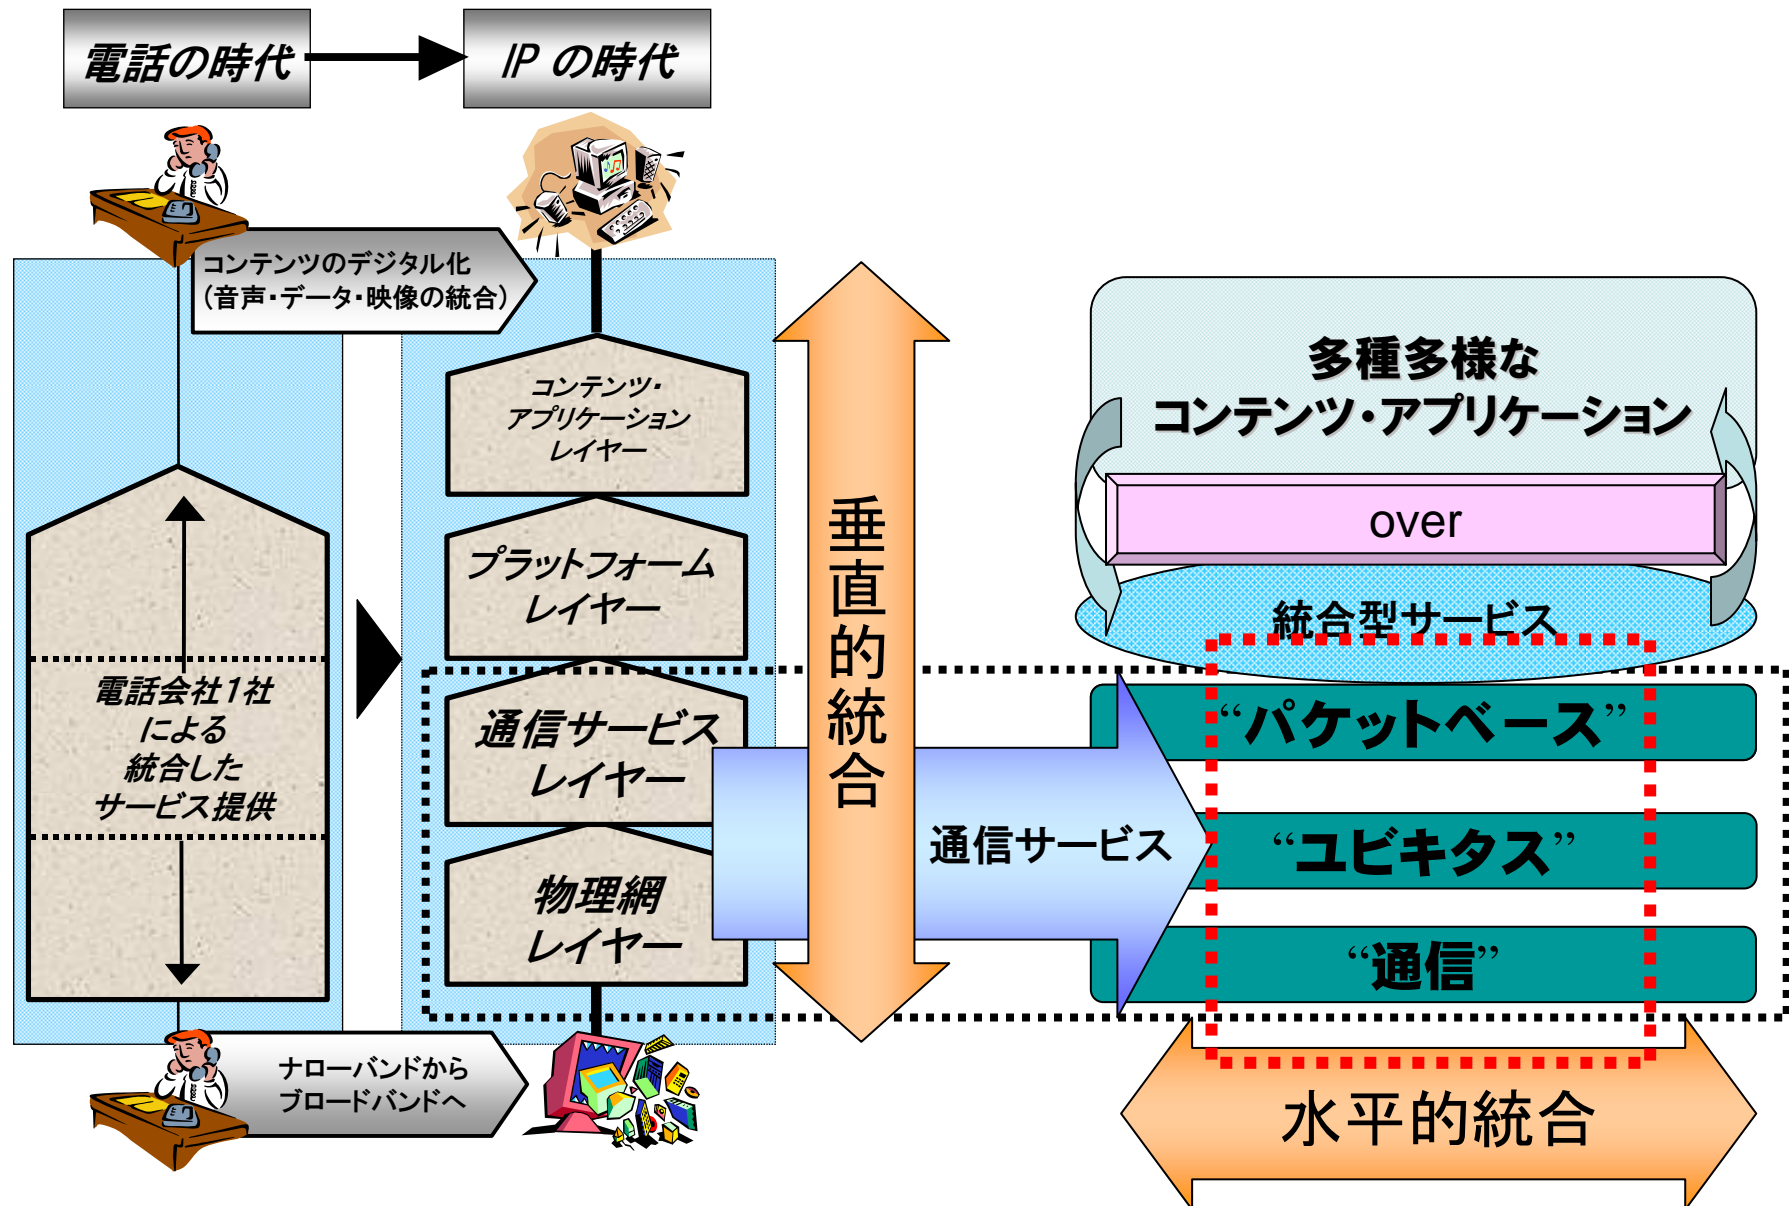 電話の時代
IP の時代
コンテンツのデジタル化
（音声・データ・映像の統合）
電話会社1社
による
統合した
サービス提供
コンテンツ・
アプリケーション
レイヤー
プラットフォーム
レイヤー
通信サービス
レイヤー
物理網
レイヤー
ナローバンドから
ブロードバンドへ
垂直的統合
通信サービス
多種多様な
コンテンツ・アプリケーション
over
統合型サービス
“パケットベース”
“ユビキタス”
“通信”
水平的統合